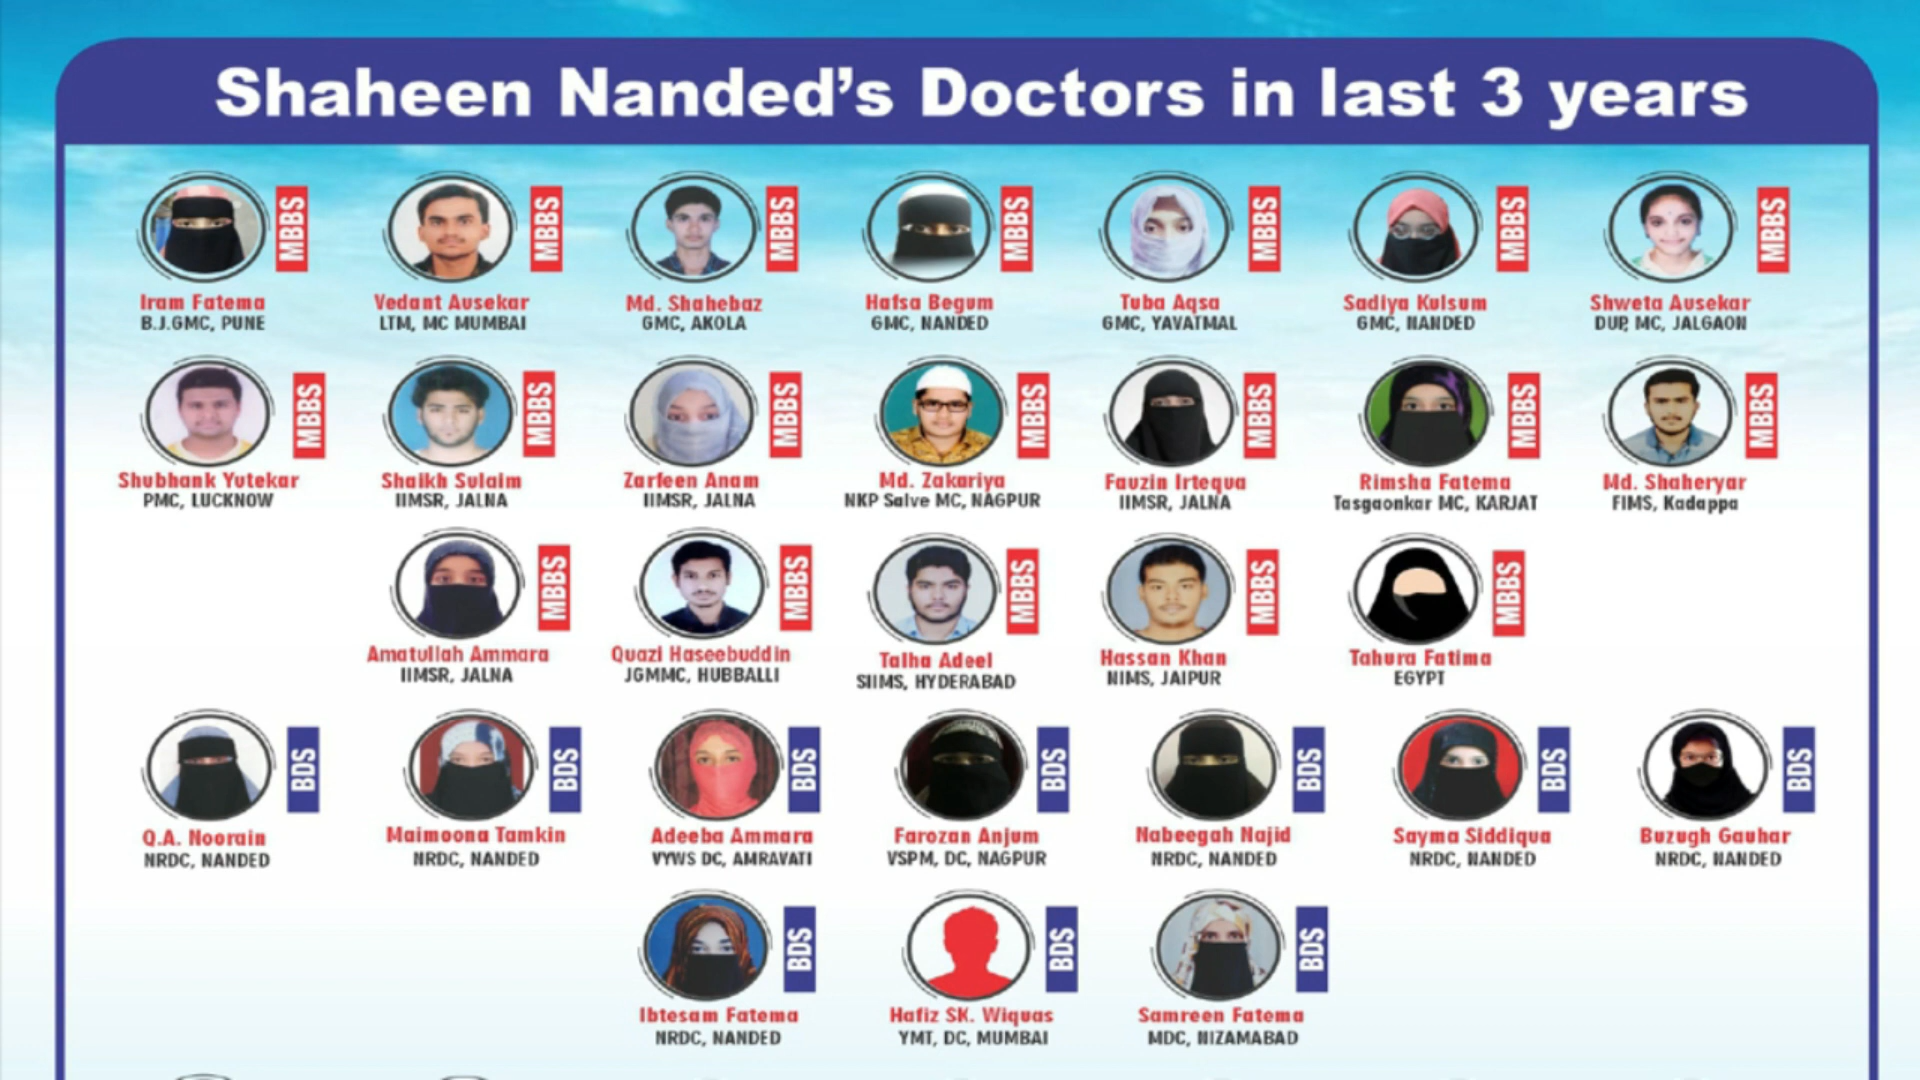 Shaheen Nanded's Doctors in last 3 years
MBBS
Iram Fatema
B.J.GMC, PUNE
MBBS
Vedant Ausekar
LTM, MC MUMBAI
MBBS
Md. Shahebaz
GMC, AKOLA
MBBS
Hafsa Begum
GMC, NANDED
MBBS
Tuba Aqsa
GMC, YAVATMAL
MBBS
Sadiya Kulsum
GMC, NANDED
MBBS
Shweta Ausekar
DUP, MC, JALGAON
MBBS
Shubhank Yutekar
PMC, LUCKNOW
MBBS
Shaikh Sulaim
IIMSR, JALNA
MBBS
Zarfeen Anam
IIMSR, JALNA
MBBS
Md. Zakariya
NKP Salve MC, NAGPUR
MBBS
Fauzin Irtequa
IIMSR, JALNA
MBBS
Rimsha Fatema
Tasgaonkar MC, KARJAT
MBBS
Md. Shaheryar
FIMS, Kadappa
MBBS
Amatullah Ammara
IIMSR, JALNA
MBBS
Quazi Haseebuddin
JGMMC, HUBBALLI
MBBS
Talha Adeel
SIIMS, HYDERABAD
MBBS
Hassan Khan
NIMS, JAIPUR
MBBS
Tahura Fatima
EGYPT
BDS
Q.A. Noorain
NRDC, NANDED
BDS
Maimoona Tamkin
NRDC, NANDED
BDS
Adeeba Ammara
VYWS DC, AMRAVATI
BDS
Farozan Anjum
VSPM, DC, NAGPUR
BDS
Nabeegah Najid
NRDC, NANDED
BDS
Sayma Siddiqua
NRDC, NANDED
BDS
Buzugh Gauhar
NRDC, NANDED
BDS
Ibtesam Fatema
NRDC, NANDED
BDS
Hafiz SK. Wiquas
YMT, DC, MUMBAI
BDS
Samreen Fatema
MDC, NIZAMABAD